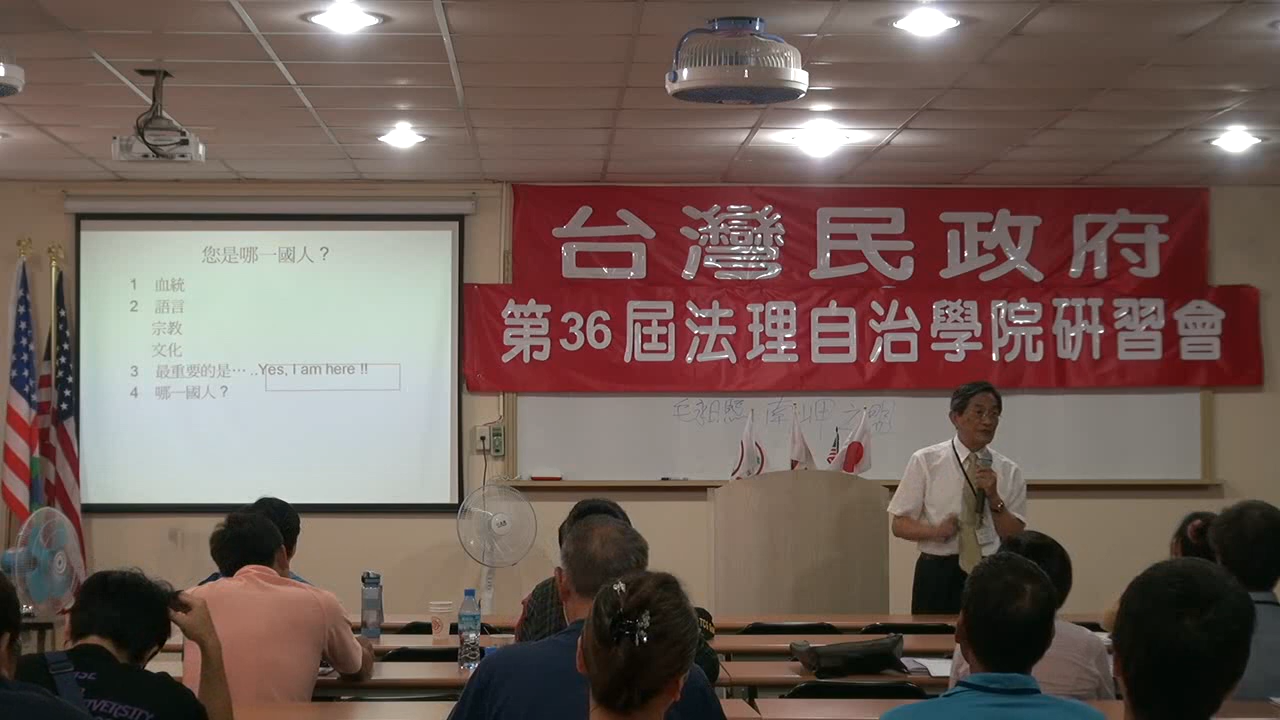 您是哪一國人？
1 血統
2 語言
宗教
文化
3 最重要的是… ..Yes, I am here !!
4 哪一國人？
台灣民政府
第36屆法理自治學院研習會